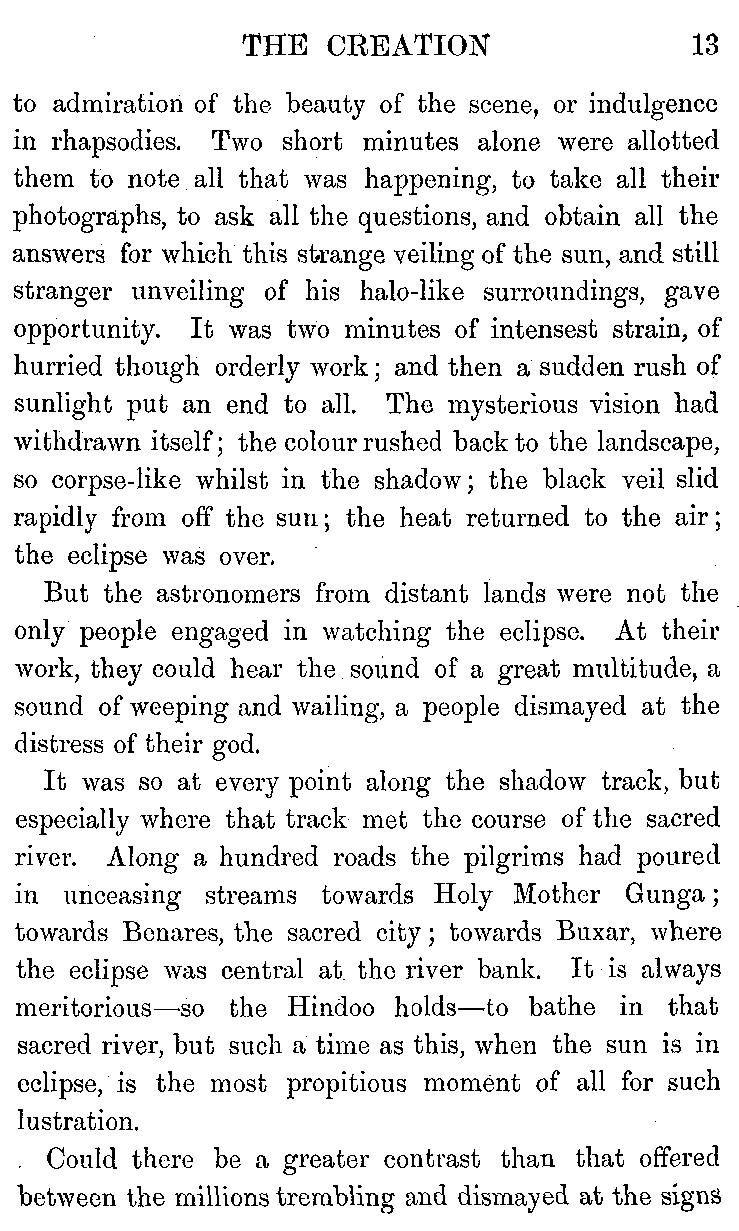 THE CREATION 13
to admiration of the beauty of the scene, or indulgence
in rhapsodies. Two short minutes alone were allotted
them to note all that was happening, to take all their
photographs, to ask all the questions, and obtain all the
answers for which this strange veiling of the sun, and still
stranger unveiling of his halo-like surroundings, gave
opportunity. It was two minutes of intensest strain, of
hurried though orderly work; and then a sudden rush of
sunlight put an end to all. The mysterious vision had
withdrawn itself; the colour rushed back to the landscape,
so corpse-like whilst in the shadow; the black veil slid
rapidly from off the sun; the heat returned to the air;
the eclipse was over.
But the astronomers from distant lands were not the
only people engaged in watching the eclipse. At their
work, they could hear the sound of a great multitude, a
sound of weeping and wailing, a people dismayed at the
distress of their god.
It was so at every point along the shadow track, but
especially where that track met the course of the sacred
river. Along a hundred roads the pilgrims had poured
in unceasing streams towards Holy Mother Gunga;
towards Benares, the sacred city; towards Buxar, where
the eclipse was central at the river bank. It is always
meritorious—so the Hindoo holds—to bathe in that
sacred river, but such a time as this, when the sun is in
eclipse, is the most propitious moment of all for such
lustration.
Could there be a greater contrast than that offered
between the millions trembling and dismayed at the signs